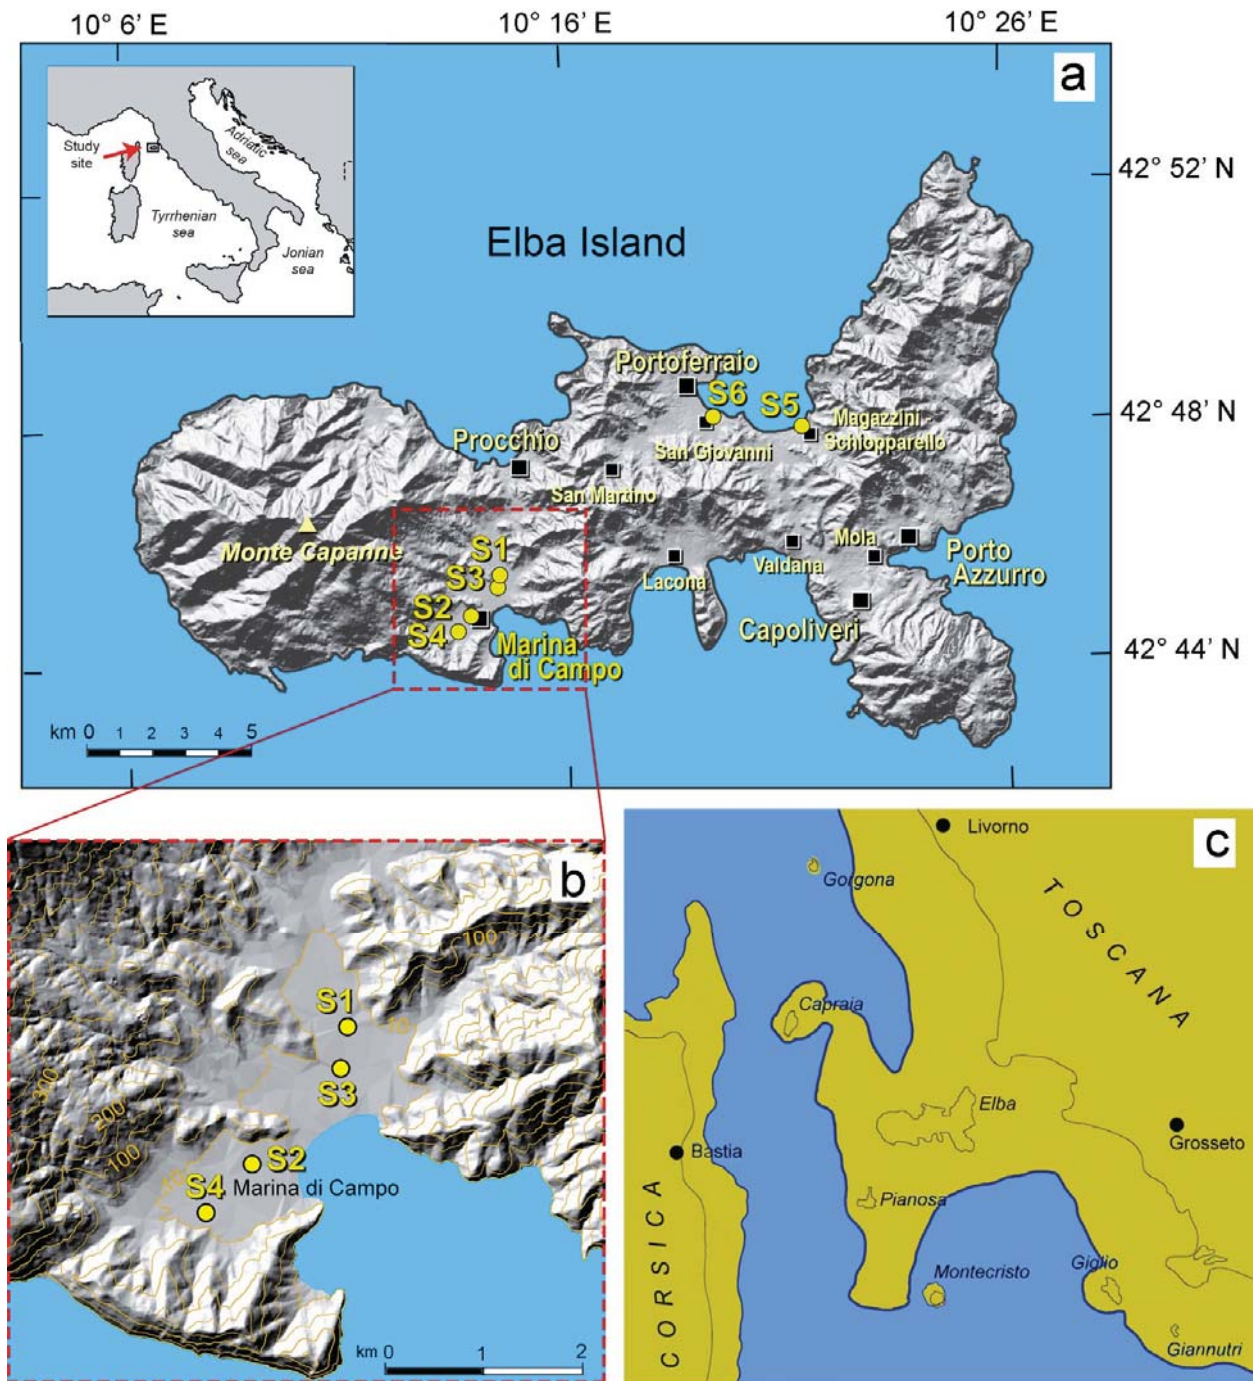 10° 6’ E
10° 16’ E
10° 26’ E
a
Study
site
Adriatic
sea
Tyrrhenian
sea
Jonian
sea
42° 52’ N
Elba Island
Portoferraio
S6
S5
42° 48’ N
Magazzini -
Schiopparello
San Giovanni
Procchio
San Martino
Monte Capanne
S1
S3
S2
S4
Marina
di Campo
Lacona
Valdana
Mola
Porto
Azzurro
Capoliveri
42° 44’ N
km 0 1 2 3 4 5
b
100
S1
10
S3
300
200
100
S2
10
S4
Marina di Campo
km 0 1 2
c
Livorno
Gorgona
TOSCANA
Capraia
Elba
Grosseto
Bastia
Pianosa
CORSICA
Montecristo
Giglio
Giannutri